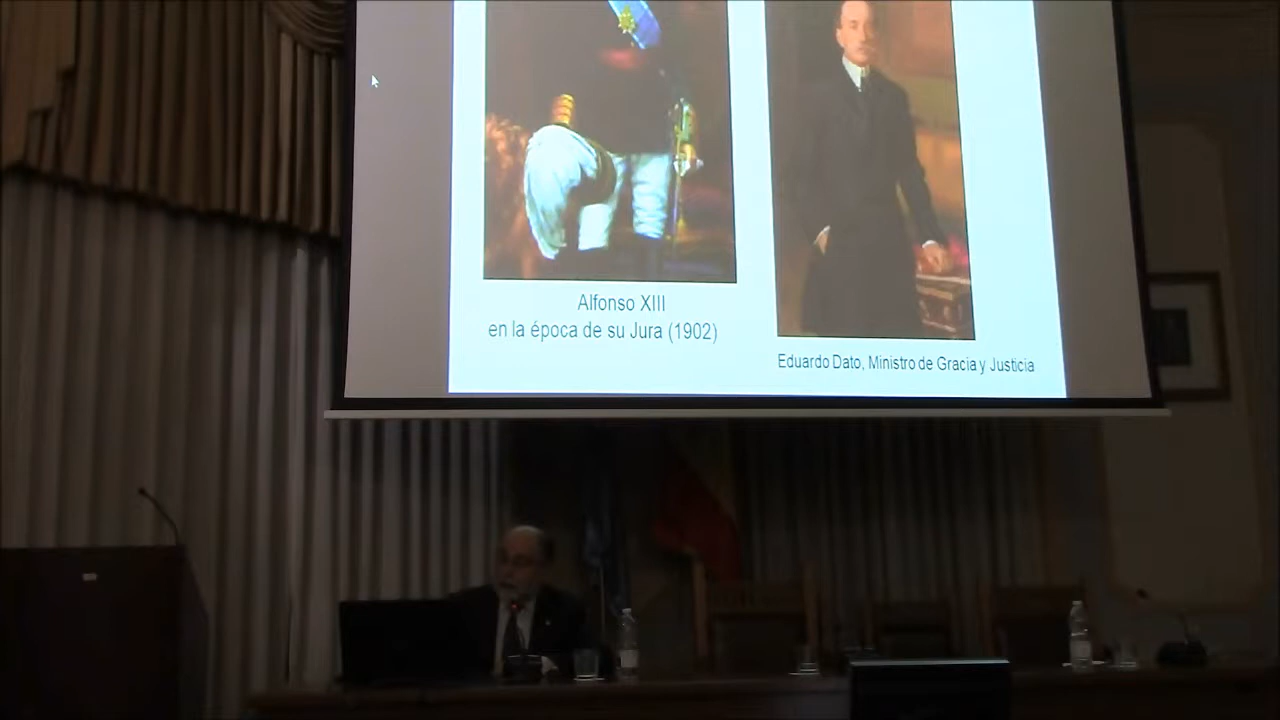 Alfonso XIII
en la época de su Jura (1902)
Eduardo Dato, Ministro de Gracia y Justicia